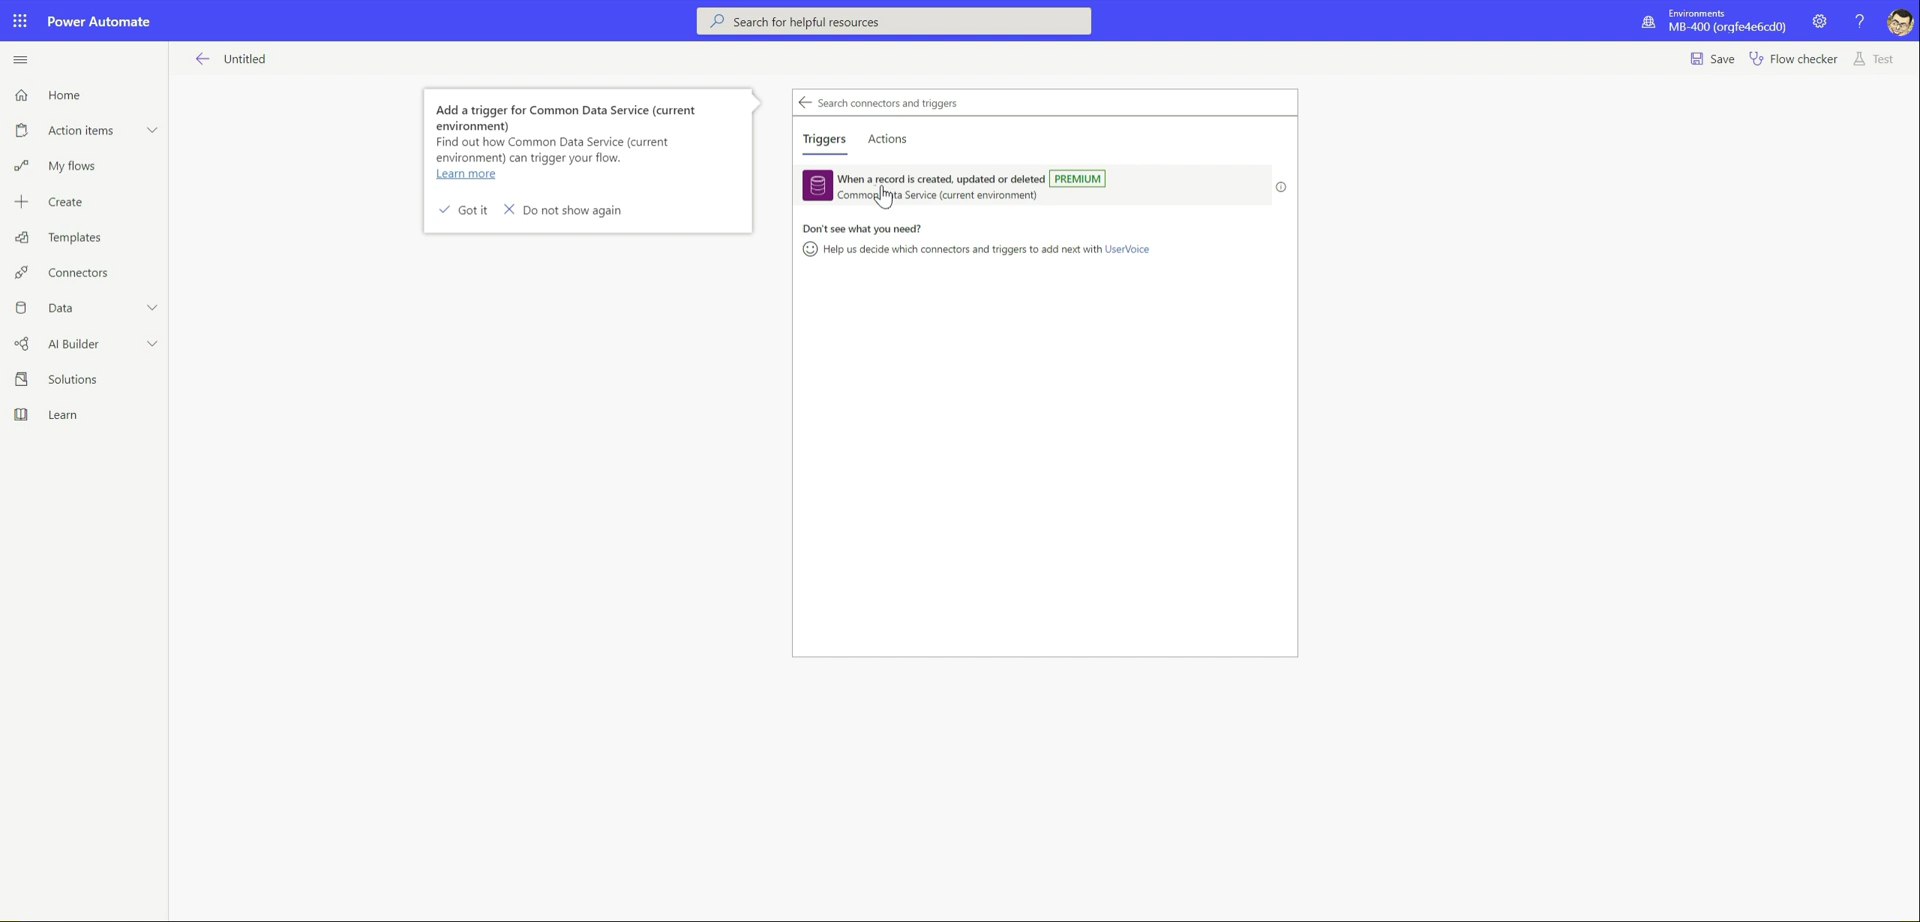 Power Automate
Search for helpful resources
Environments
MB-400 (orgfe4e6cd0)
?
Untitled
Save
Flow checker
Test
Home
Action items
My flows
Create
Templates
Connectors
Data
AI Builder
Solutions
Learn
Add a trigger for Common Data Service (current
environment)
Find out how Common Data Service (current
environment) can trigger your flow.
Learn more
Got it
Do not show again
Search connectors and triggers
Triggers
Actions
When a record is created, updated or deleted PREMIUM
Common Data Service (current environment)
Don't see what you need?
Help us decide which connectors and triggers to add next with UserVoice